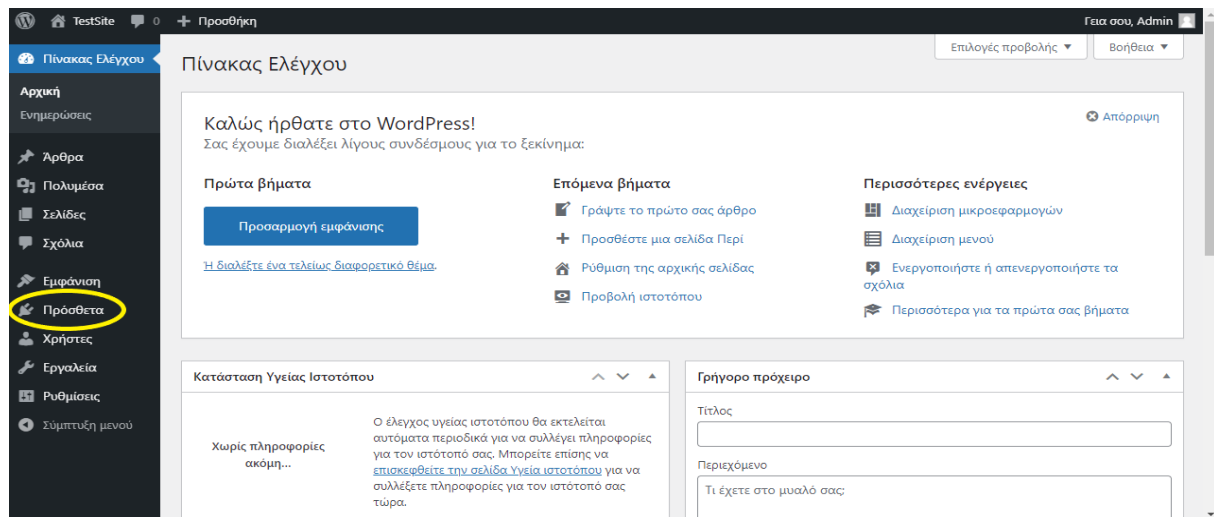 TestSite 0 Προσθήκη Γεια σου, Admin
Πίνακας Ελέγχου
Αρχική
Ενημερώσεις
Άρθρα
Πολυμέσα
Σελίδες
Σχόλια
Εμφάνιση
Πρόσθετα
Χρήστες
Εργαλεία
Ρυθμίσεις
Σύμπτυξη μενού
Επιλογές προβολής Βοήθεια
Πίνακας Ελέγχου
Απόρριψη
Καλώς ήρθατε στο WordPress!
Σας έχουμε διαλέξει λίγους συνδέσμους για το ξεκίνημα:
Πρώτα βήματα
Προσαρμογή εμφάνισης
Ή διαλέξτε ένα τελείως διαφορετικό θέμα.
Επόμενα βήματα
Γράψτε το πρώτο σας άρθρο
Προσθέστε μια σελίδα Περί
Ρύθμιση της αρχικής σελίδας
Προβολή ιστοτόπου
Περισσότερες ενέργειες
Διαχείριση μικροεφαρμογών
Διαχείριση μενού
Ενεργοποιήστε ή απενεργοποιήστε τα
σχόλια
Περισσότερα για τα πρώτα σας βήματα
Κατάσταση Υγείας Ιστοτόπου
Χωρίς πληροφορίες
ακόμη...
Ο έλεγχος υγείας ιστοτόπου θα εκτελείται
αυτόματα περιοδικά για να συλλέγει πληροφορίες
για τον ιστότοπό σας. Μπορείτε επίσης να
επισκεφθείτε την σελίδα Υγεία ιστοτόπου για να
συλλέξετε πληροφορίες για τον ιστότοπό σας
τώρα.
Γρήγορο πρόχειρο
Τίτλος
Περιεχόμενο
Τι έχετε στο μυαλό σας;